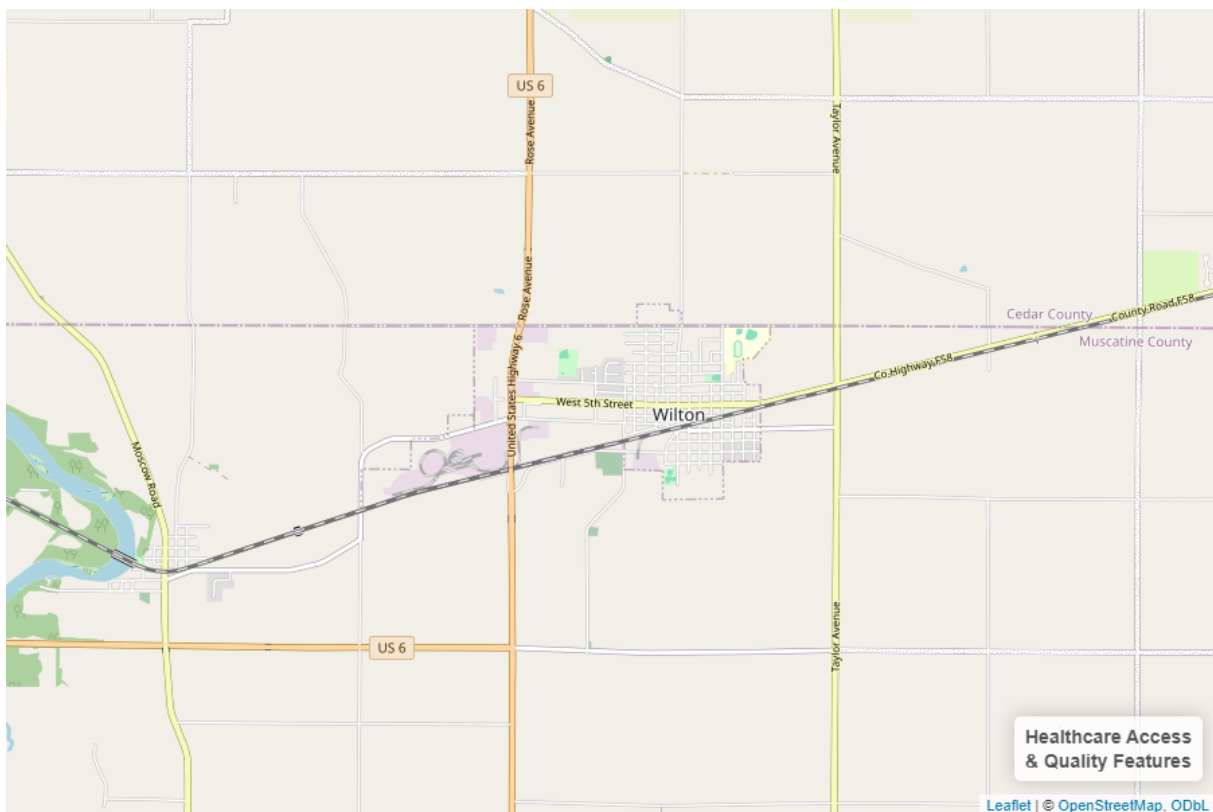 US 6
Rose Avenue
Taylor Avenue
Cedar County
County Road F58
Muscatine County
United States Highway 6 - Rose Avenue
Co Highway F58
West 5th Street
Wilton
Moscow Road
Taylor Avenue
US 6
Healthcare Access
& Quality Features
Leaflet | © OpenStreetMap, ODbL